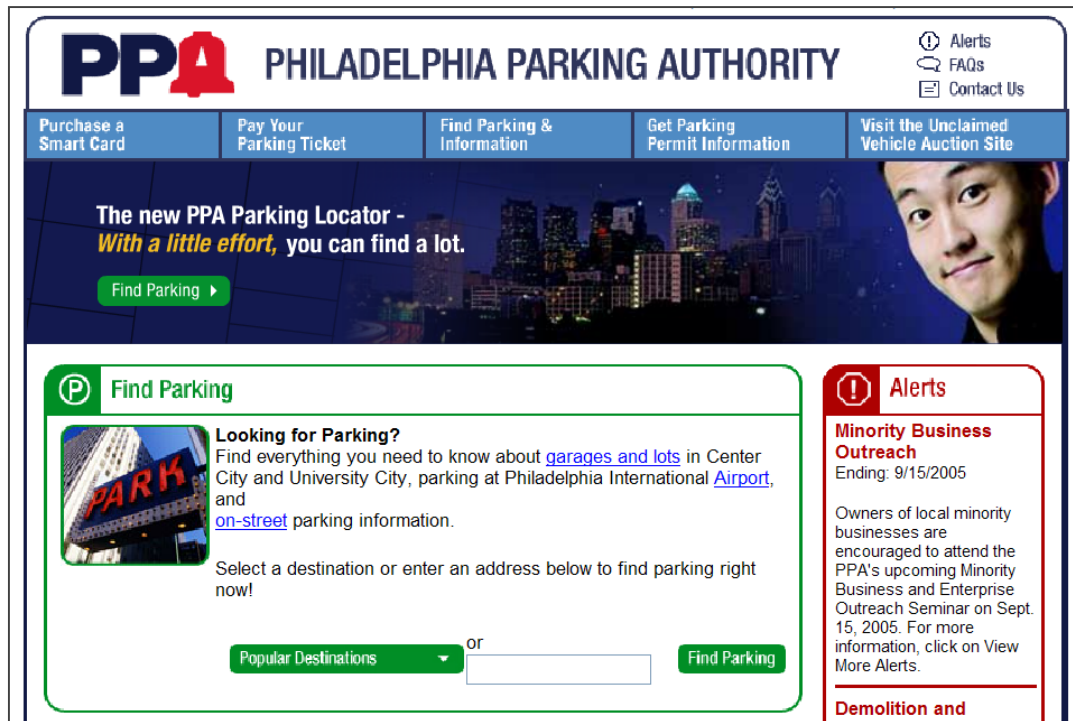 PPA
PHILADELPHIA PARKING AUTHORITY
Alerts
FAQs
Contact Us
Purchase a
Smart Card
Pay Your
Parking Ticket
Find Parking &
Information
Get Parking
Permit Information
Visit the Unclaimed
Vehicle Auction Site
The new PPA Parking Locator -
With a little effort, you can find a lot.
Find Parking
Find Parking
PARK
Looking for Parking?
Find everything you need to know about garages and lots in Center
City and University City, parking at Philadelphia International Airport,
and
on-street parking information.
Select a destination or enter an address below to find parking right
now!
Popular Destinations
or
Find Parking
Alerts
Minority Business
Outreach
Ending: 9/15/2005
Owners of local minority
businesses are
encouraged to attend the
PPA's upcoming Minority
Business and Enterprise
Outreach Seminar on Sept.
15, 2005. For more
information, click on View
More Alerts.
Demolition and